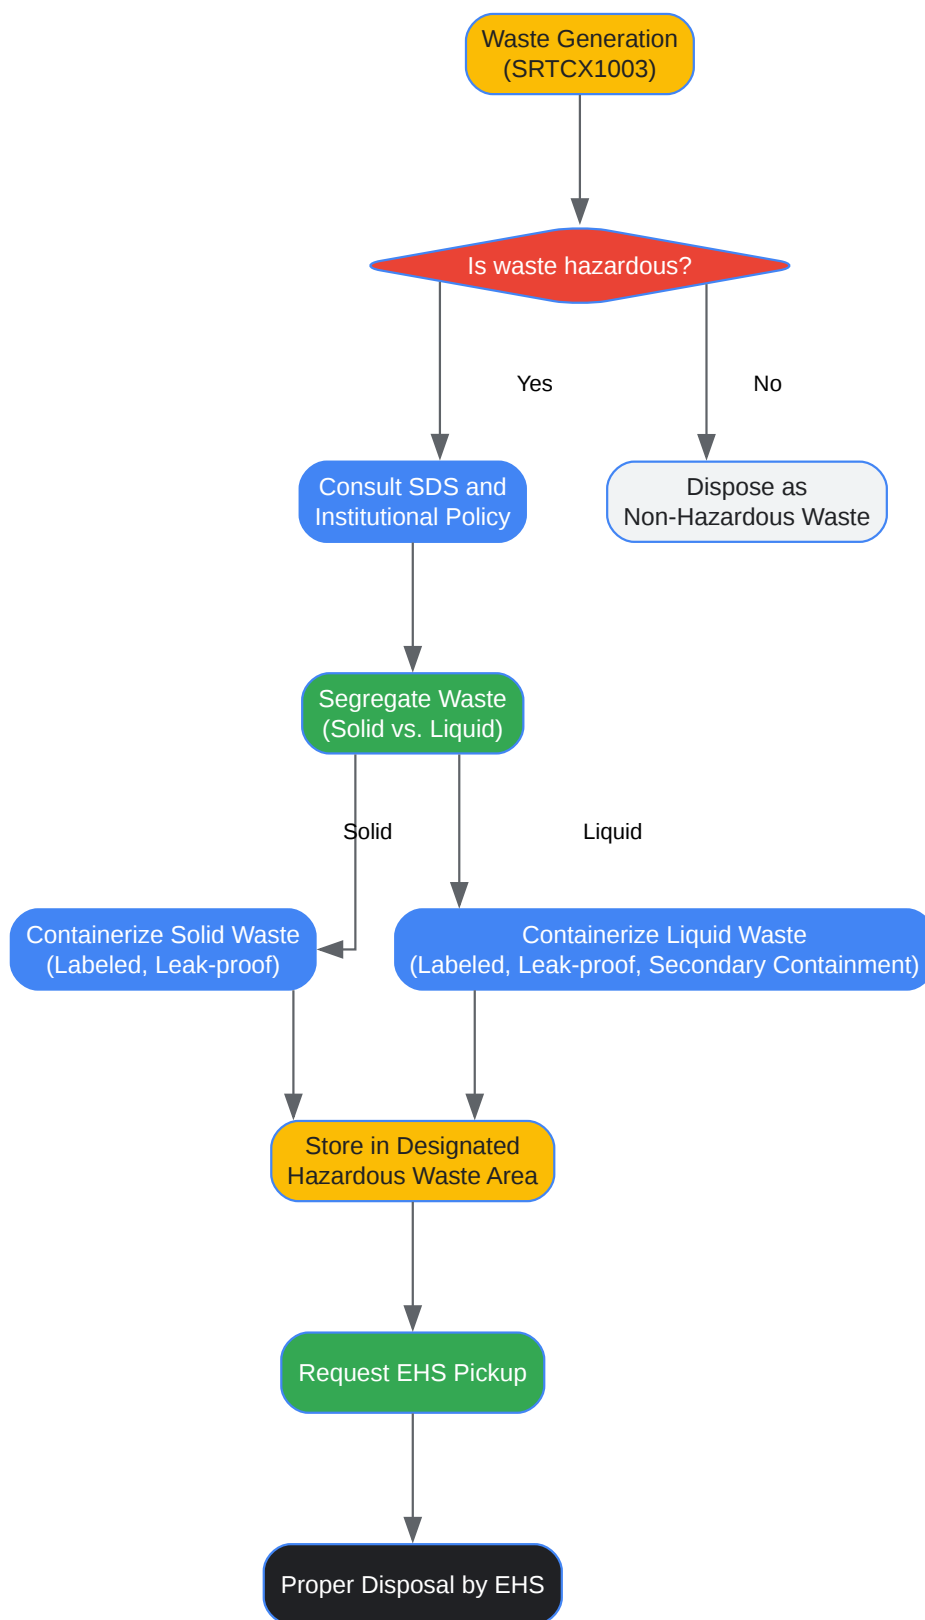 Waste Generation
(SRTCX1003)
Is waste hazardous?
Yes
No
Consult SDS and
Institutional Policy
Dispose as
Non-Hazardous Waste
Segregate Waste
(Solid vs. Liquid)
Solid
Liquid
Containerize Solid Waste
(Labeled, Leak-proof)
Containerize Liquid Waste
(Labeled, Leak-proof, Secondary Containment)
Store in Designated
Hazardous Waste Area
Request EHS Pickup
Proper Disposal by EHS